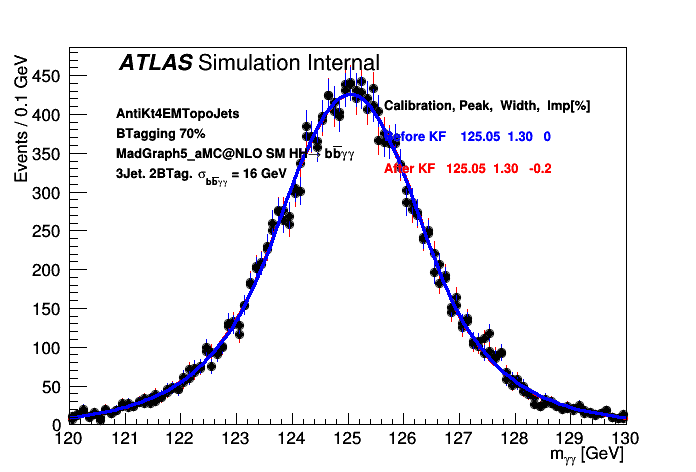 ATLAS Simulation Internal
Events / 0.1 GeV
AntiKt4EMTopoJets
BTagging 70%
MadGraph5_aMC@NLO SM HH→ bb̅γγ
3Jet. 2BTag. σbb̅γγ = 16 GeV
Calibration, Peak, Width, Imp[%]
Before KF 125.05 1.30 0
After KF 125.05 1.30 -0.2
450
400
350
300
250
200
150
100
50
0
120 121 122 123 124 125 126 127 128 129 130
mγγ [GeV]